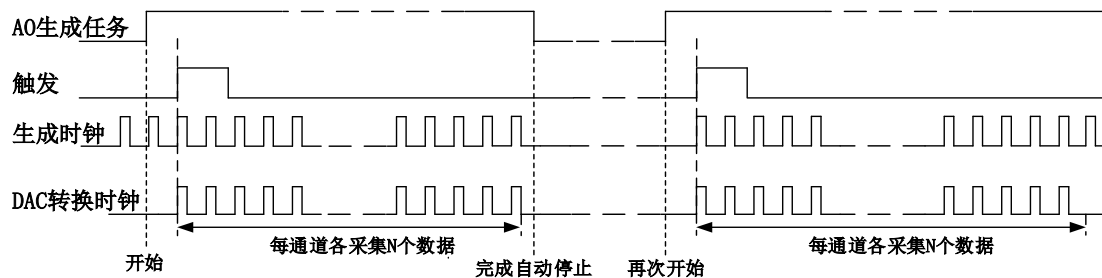 AO生成任务
触发
生成时钟
DAC转换时钟
每通道各采集N个数据
每通道各采集N个数据
开始
完成自动停止
再次开始